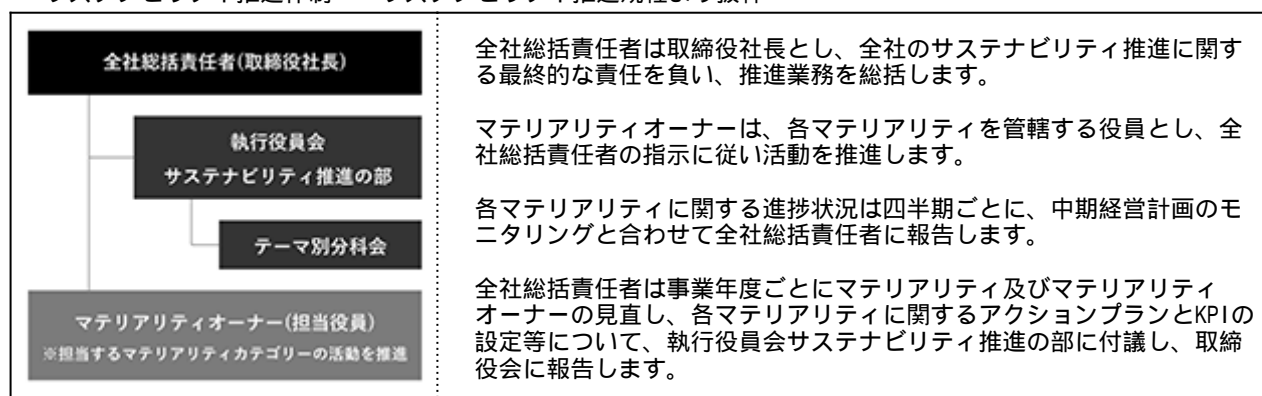 全社総括責任者(取締役社長)
執行役員会
サステナビリティ推進の部
テーマ別分科会
マテリアリティオーナー(担当役員)
※担当するマテリアリティカテゴリーの活動を推進
全社総括責任者は取締役社長とし、全社のサステナビリティ推進に関す
る最終的な責任を負い、推進業務を総括します。
マテリアリティオーナーは、各マテリアリティを管轄する役員とし、全
社総括責任者の指示に従い活動を推進します。
各マテリアリティに関する進捗状況は四半期ごとに、中期経営計画のモ
ニタリングと合わせて全社総括責任者に報告します。
全社総括責任者は事業年度ごとにマテリアリティ及びマテリアリティ
オーナーの見直し、各マテリアリティに関するアクションプランとKPIの
設定等について、執行役員会サステナビリティ推進の部に付議し、取締
役会に報告します。